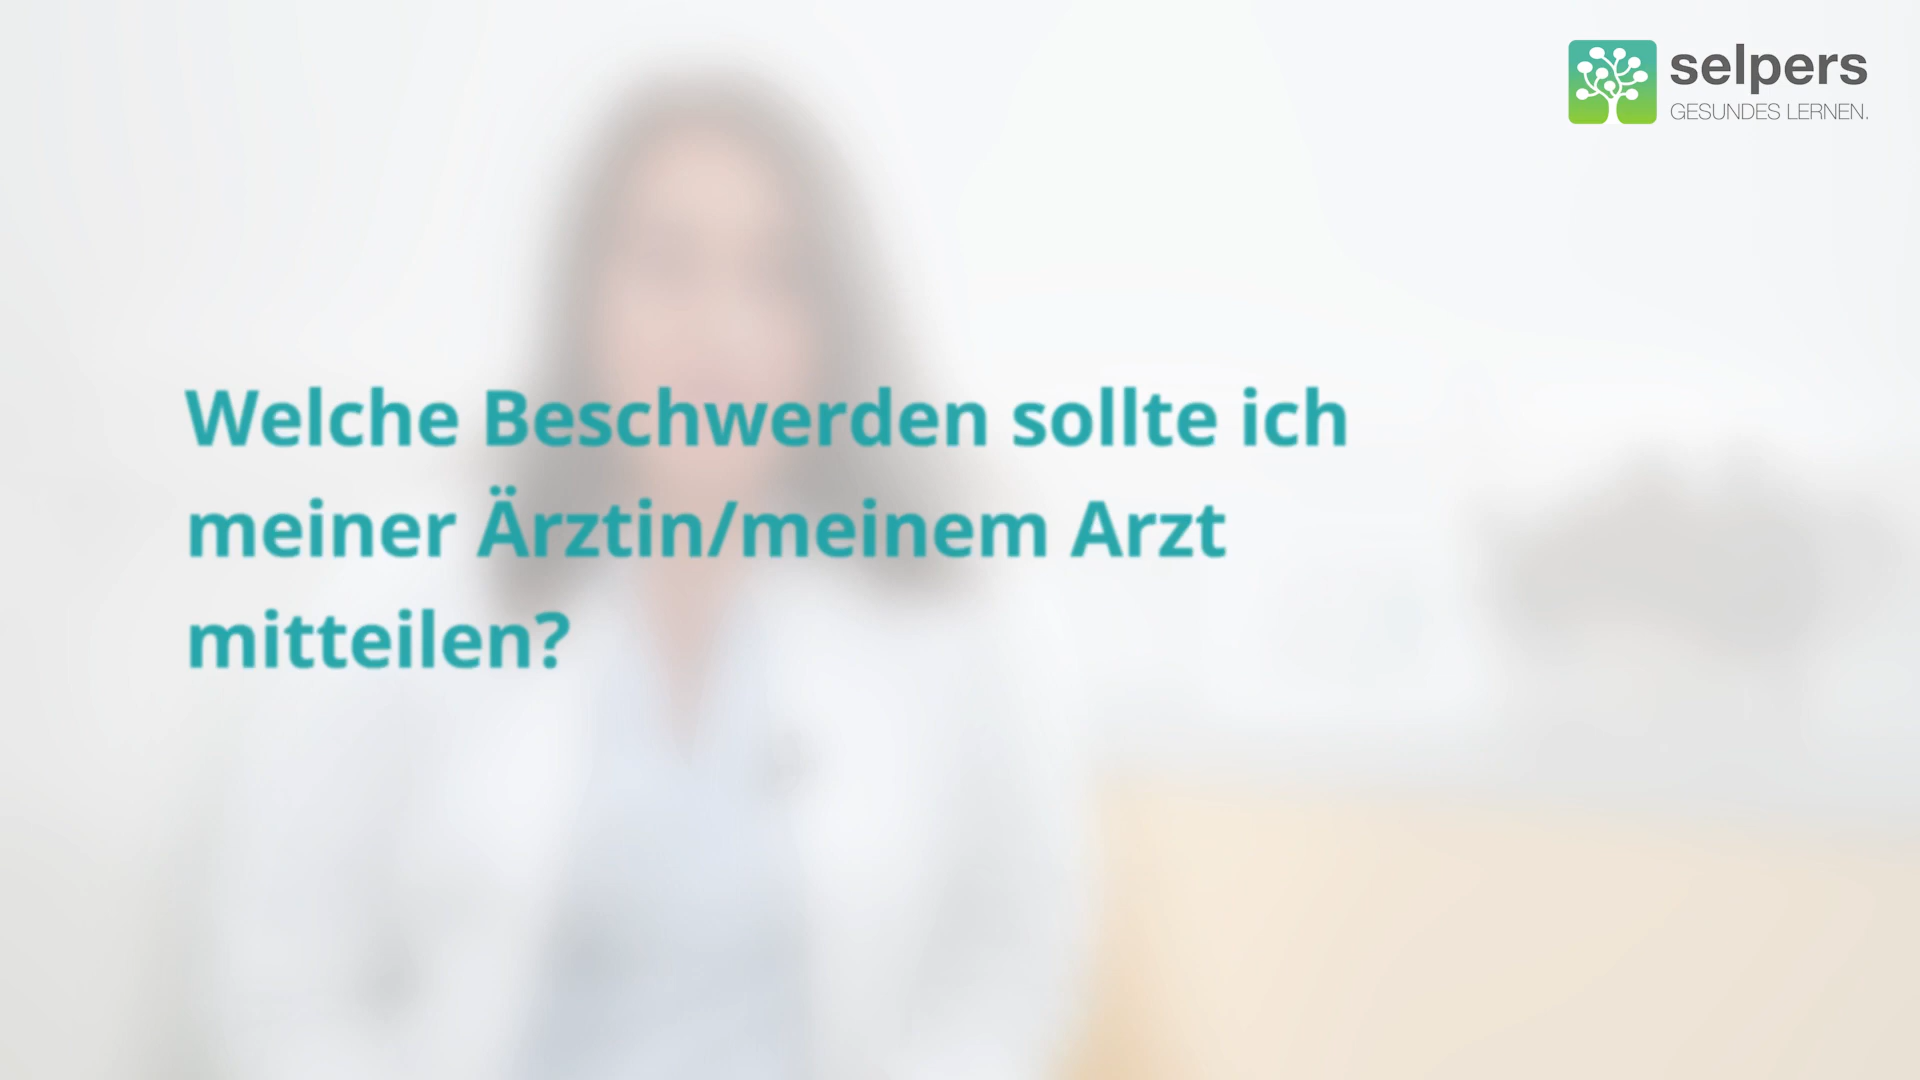 selpers
GESUNDES LERNEN.
Welche Beschwerden sollte ich
meiner Ärztin/meinem Arzt
mitteilen?